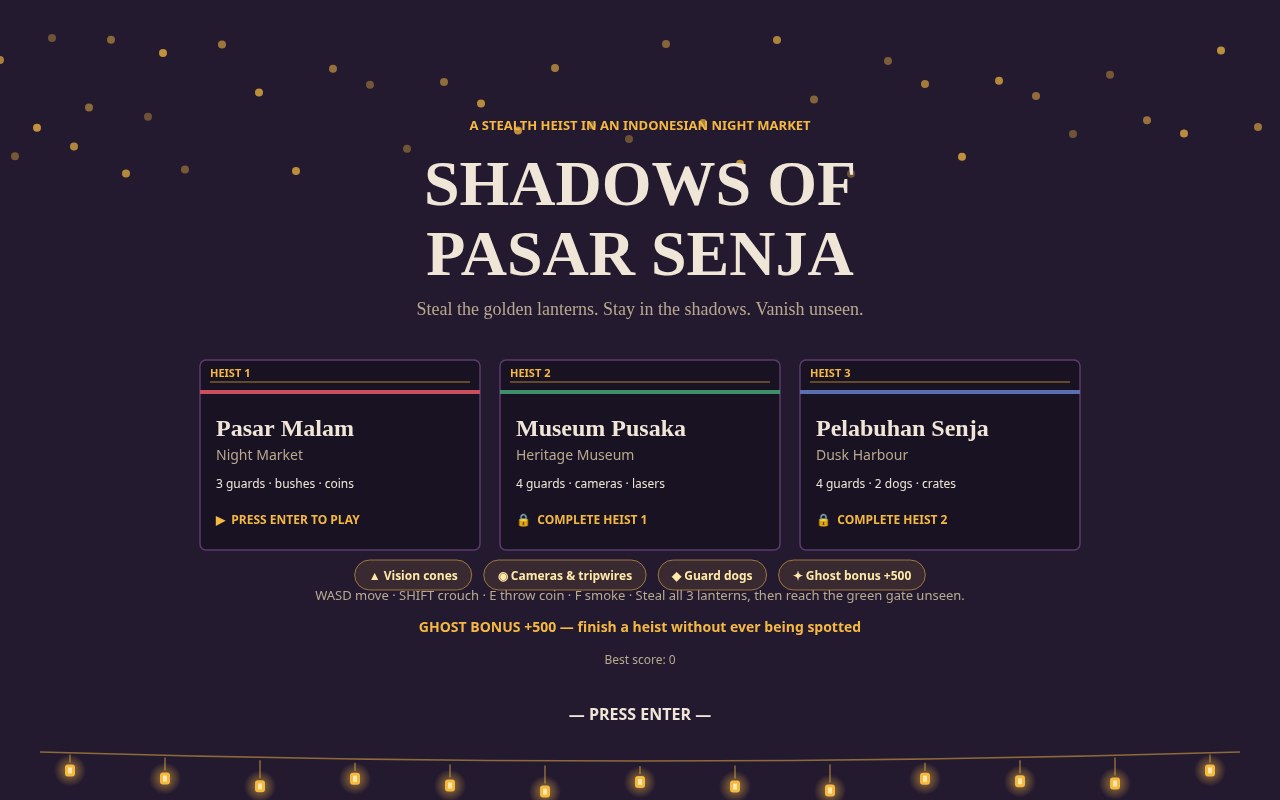 A STEALTH HEIST IN AN INDONESIAN NIGHT MARKET
SHADOWS OF
PASAR SENJA
Steal the golden lanterns. Stay in the shadows. Vanish unseen.
HEIST 1
Pasar Malam
Night Market
3 guards · bushes · coins
▶ PRESS ENTER TO PLAY
HEIST 2
Museum Pusaka
Heritage Museum
4 guards · cameras · lasers
🔒 COMPLETE HEIST 1
HEIST 3
Pelabuhan Senja
Dusk Harbour
4 guards · 2 dogs · crates
🔒 COMPLETE HEIST 2
▲ Vision cones
◉ Cameras & tripwires
◆ Guard dogs
✦ Ghost bonus +500
WASD move · SHIFT crouch · E throw coin · F smoke · Steal all 3 lanterns, then reach the green gate unseen.
GHOST BONUS +500 — finish a heist without ever being spotted
Best score: 0
— PRESS ENTER —